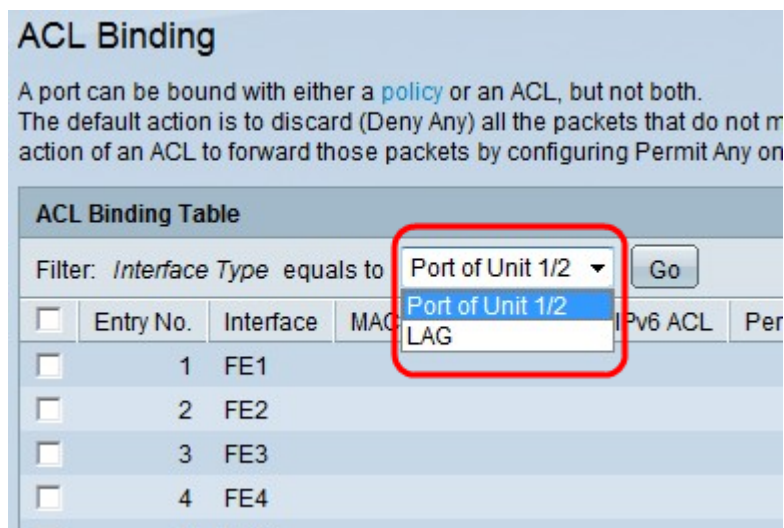 ACL Binding
A port can be bound with either a policy or an ACL, but not both.
The default action is to discard (Deny Any) all the packets that do not
action of an ACL to forward those packets by configuring Permit Any on
ACL Binding Table
Filter: Interface Type equals to Port of Unit 1/2 Go
Port of Unit 1/2
LAG
Entry No. Interface MAC IPv6 ACL Per
1 FE1
2 FE2
3 FE3
4 FE4